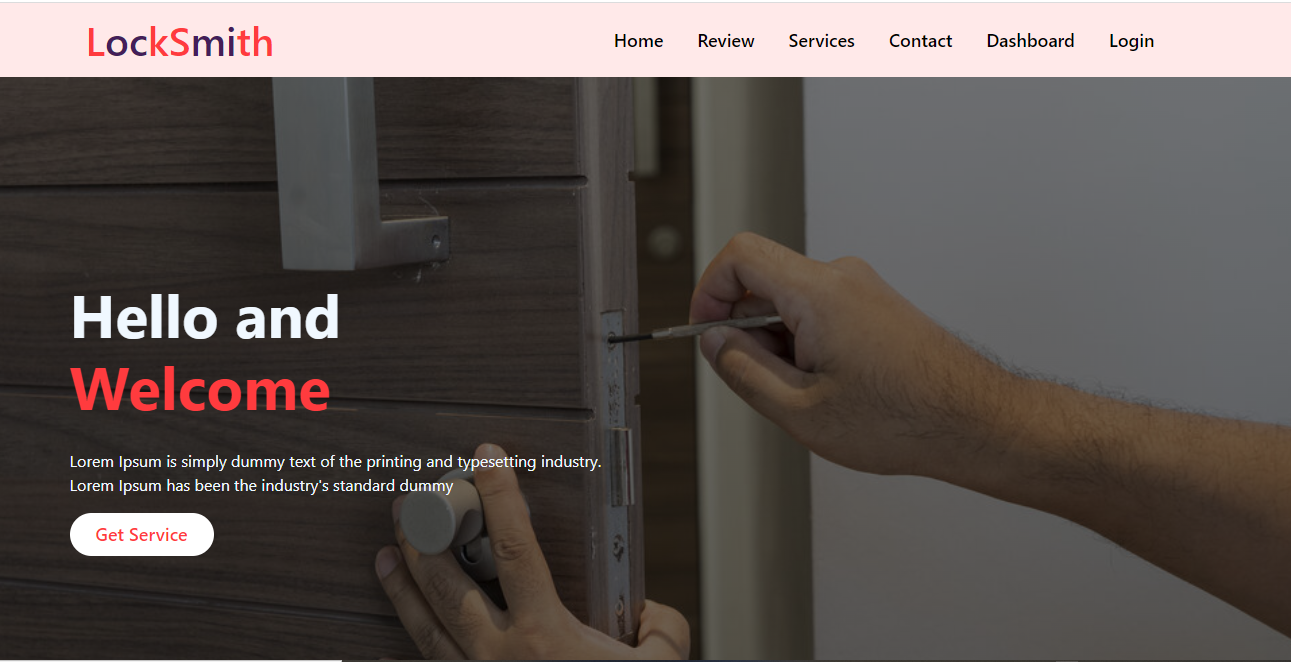 LockSmith
Home Review Services Contact Dashboard Login
Hello and
Welcome
Lorem Ipsum is simply dummy text of the printing and typesetting industry.
Lorem Ipsum has been the industry's standard dummy
Get Service